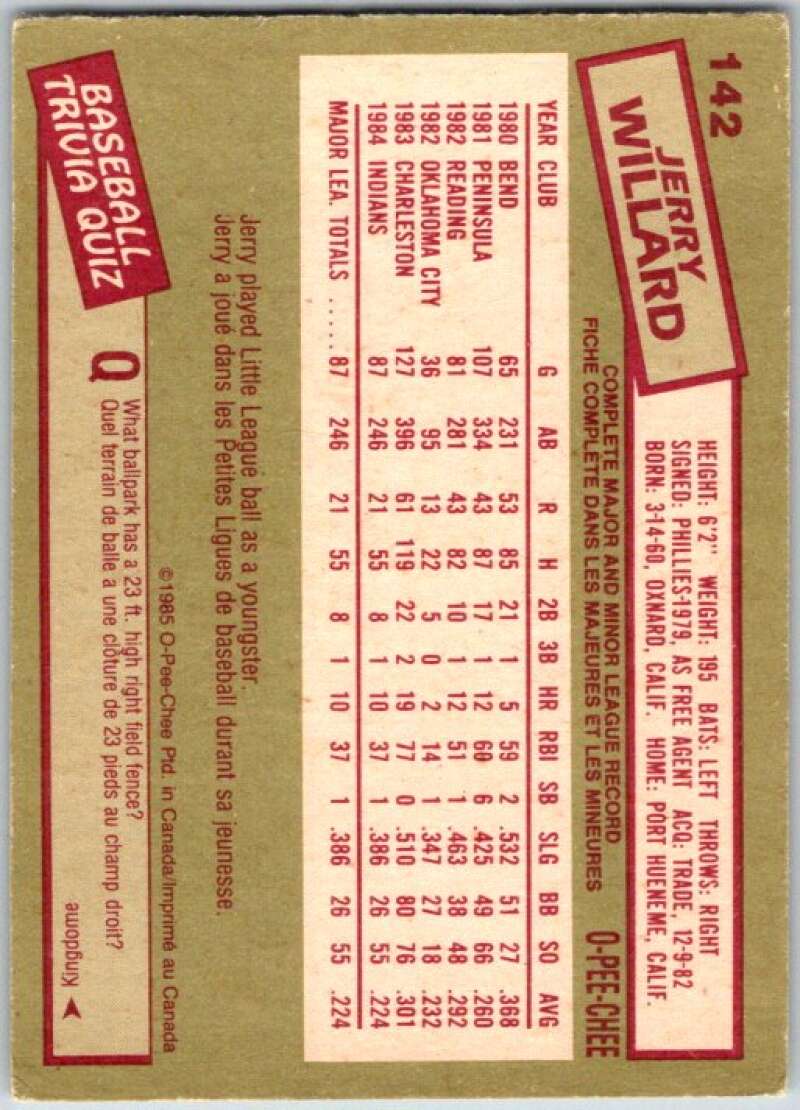 142
JERRY
WILLARD
HEIGHT: 6'2" WEIGHT: 195 BATS: LEFT THROWS: RIGHT
SIGNED: PHILLIES-1979, AS FREE AGENT ACQ: TRADE, 12-9-82
BORN: 3-14-60, OXNARD, CALIF. HOME: PORT HUENEME, CALIF.
COMPLETE MAJOR AND MINOR LEAGUE RECORD
FICHE COMPLÈTE DANS LES MAJEURES ET LES MINEURES
O-PEE-CHEE
YEAR CLUB G AB R H 2B 3B HR RBI SB SLG BB SO AVG
1980 BEND 65 231 53 85 21 1 5 59 2 .532 51 27 .368
1981 PENINSULA 107 334 43 87 17 1 12 60 6 .425 49 66 .260
1982 READING 81 281 43 82 10 1 12 51 1 .463 38 48 .292
1982 OKLAHOMA CITY 36 95 13 22 5 0 2 14 1 .347 27 18 .232
1983 CHARLESTON 127 396 61 119 22 2 19 77 0 .510 80 76 .301
1984 INDIANS 87 246 21 55 8 1 10 37 1 .386 26 55 .224
MAJOR LEA. TOTALS ..... 87 246 21 55 8 1 10 37 1 .386 26 55 .224
Jerry played Little League ball as a youngster.
Jerry a joué dans les Petites Ligues de baseball durant sa jeunesse.
©1985 O-Pee-Chee Ptd. in Canada/Imprimé au Canada
BASEBALL
TRIVIA QUIZ
Q What ballpark has a 23 ft. high right field fence?
Quel terrain de balle a une clôture de 23 pieds au champ droit?
Kingdome